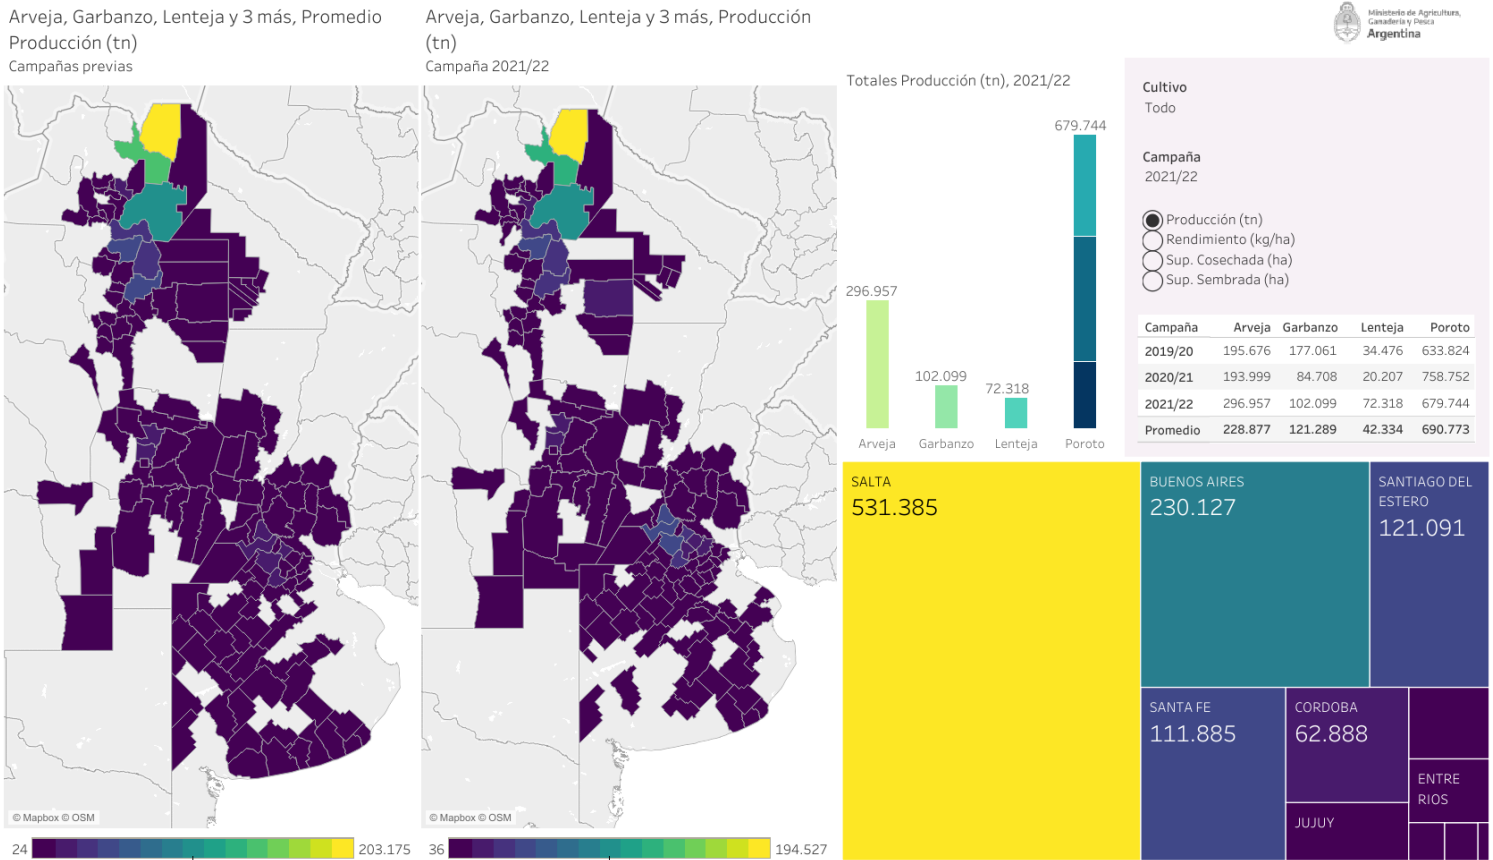 Arveja, Garbanzo, Lenteja y 3 más, Promedio
Producción (tn)
Campañas previas
© Mapbox © OSM
24
203.175
Arveja, Garbanzo, Lenteja y 3 más, Producción
(tn)
Campaña 2021/22
© Mapbox © OSM
36
194.527
Totales Producción (tn), 2021/22
296.957
102.099
72.318
679.744
Arveja
Garbanzo
Lenteja
Poroto
Ministerio de Agricultura,
Ganadería y Pesca
Argentina
Cultivo
Todo
Campaña
2021/22
Producción (tn)
Rendimiento (kg/ha)
Sup. Cosechada (ha)
Sup. Sembrada (ha)
Campaña Arveja Garbanzo Lenteja Poroto
2019/20 195.676 177.061 34.476 633.824
2020/21 193.999 84.708 20.207 758.752
2021/22 296.957 102.099 72.318 679.744
Promedio 228.877 121.289 42.334 690.773
SALTA
531.385
BUENOS AIRES
230.127
SANTIAGO DEL
ESTERO
121.091
SANTA FE
111.885
CORDOBA
62.888
JUJUY
ENTRE
RIOS